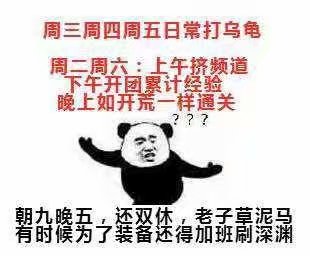 周三周四周五日常打乌龟
周二周六：上午挤频道
下午开团累计经验
晚上如开荒一样通关
？？？
朝九晚五，还双休，老子草泥马
有时候为了装备还得加班刷深渊